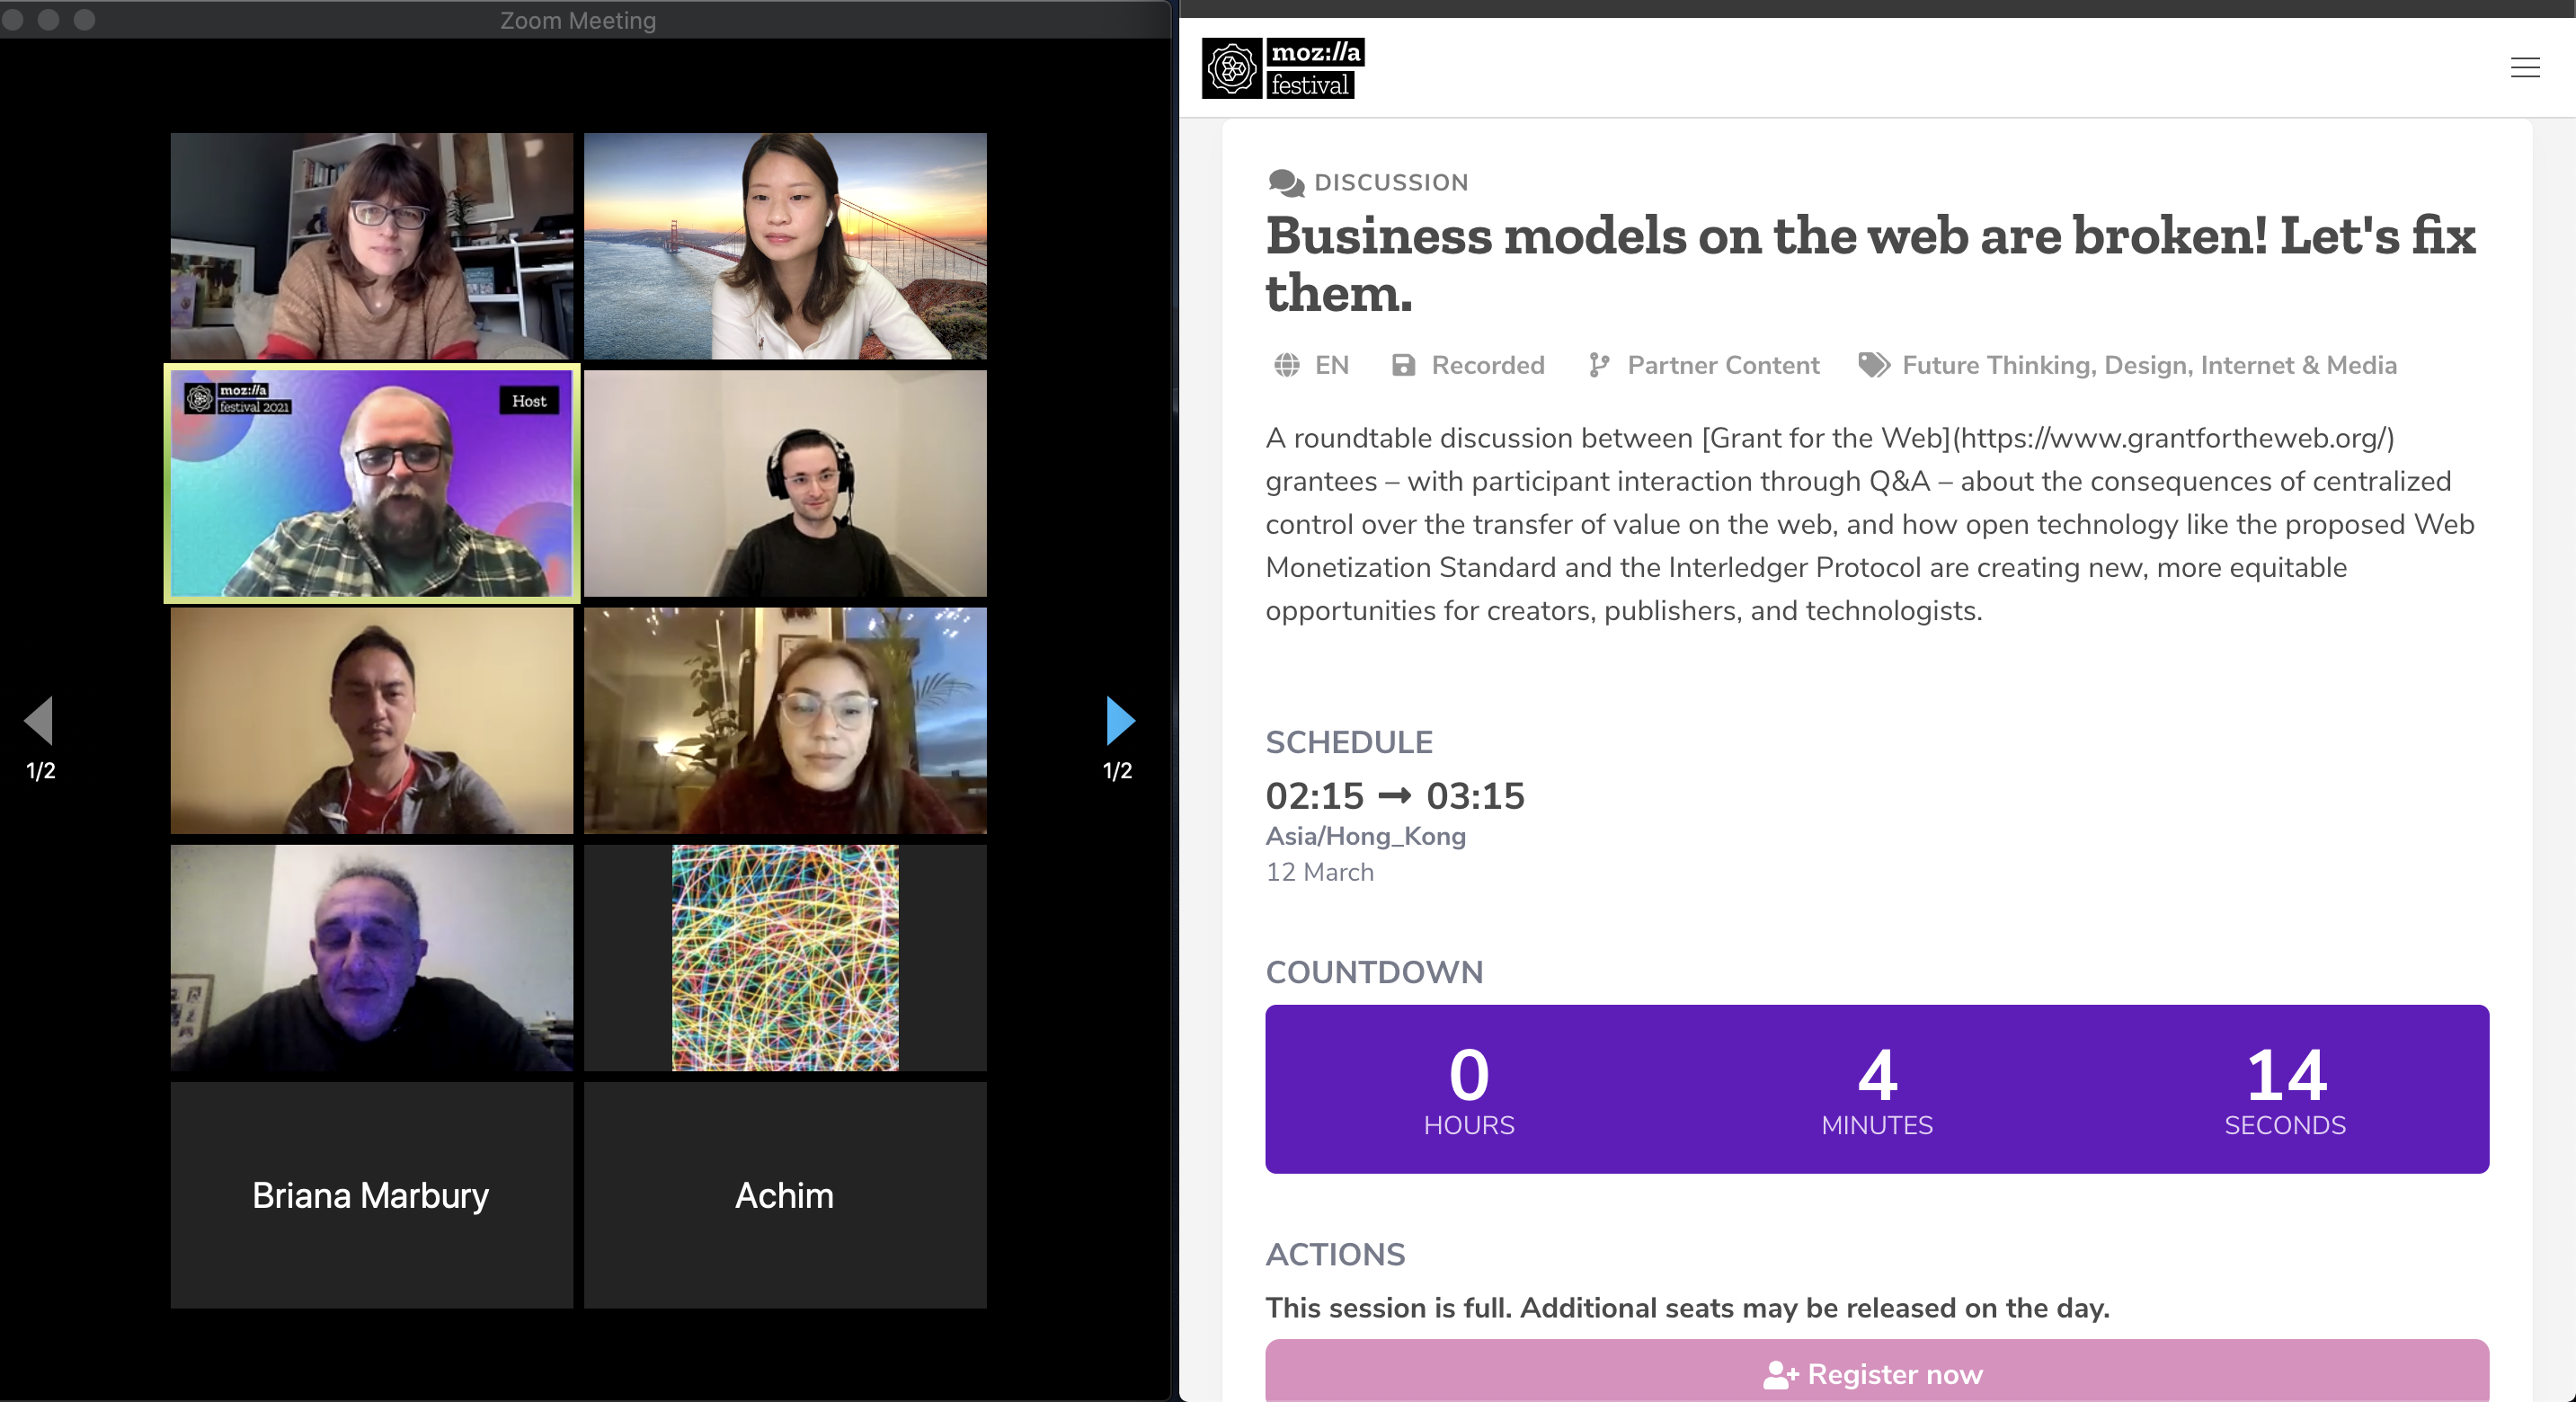 Zoom Meeting
moz://a
festival 2021
Host
1/2
1/2
Briana Marbury
Achim
moz://a
festival
DISCUSSION
Business models on the web are broken! Let's fix
them.
EN Recorded Partner Content Future Thinking, Design, Internet & Media
A roundtable discussion between [Grant for the Web](https://www.grantfortheweb.org/)
grantees – with participant interaction through Q&A – about the consequences of centralized
control over the transfer of value on the web, and how open technology like the proposed Web
Monetization Standard and the Interledger Protocol are creating new, more equitable
opportunities for creators, publishers, and technologists.
SCHEDULE
02:15 → 03:15
Asia/Hong_Kong
12 March
COUNTDOWN
0 4 14
HOURS MINUTES SECONDS
ACTIONS
This session is full. Additional seats may be released on the day.
Register now